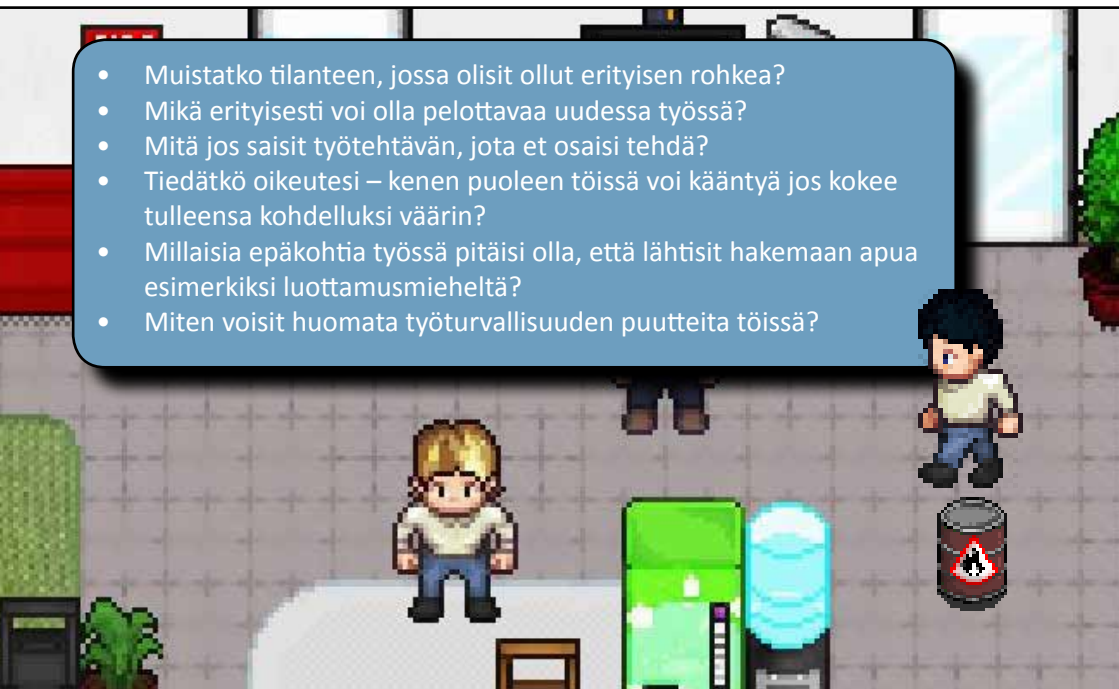 • Muistatko tilanteen, jossa olisit ollut erityisen rohkea?
• Mikä erityisesti voi olla pelottavaa uudessa työssä?
• Mitä jos saisit työtehtävän, jota et osaisi tehdä?
• Tiedätkö oikeutesi – kenen puoleen töissä voi kääntyä jos kokee
tulleensa kohdelluksi väärin?
• Millaisia epäkohtia työssä pitäisi olla, että lähtisit hakemaan apua
esimerkiksi luottamusmieheltä?
• Miten voisit huomata työturvallisuuden puutteita töissä?